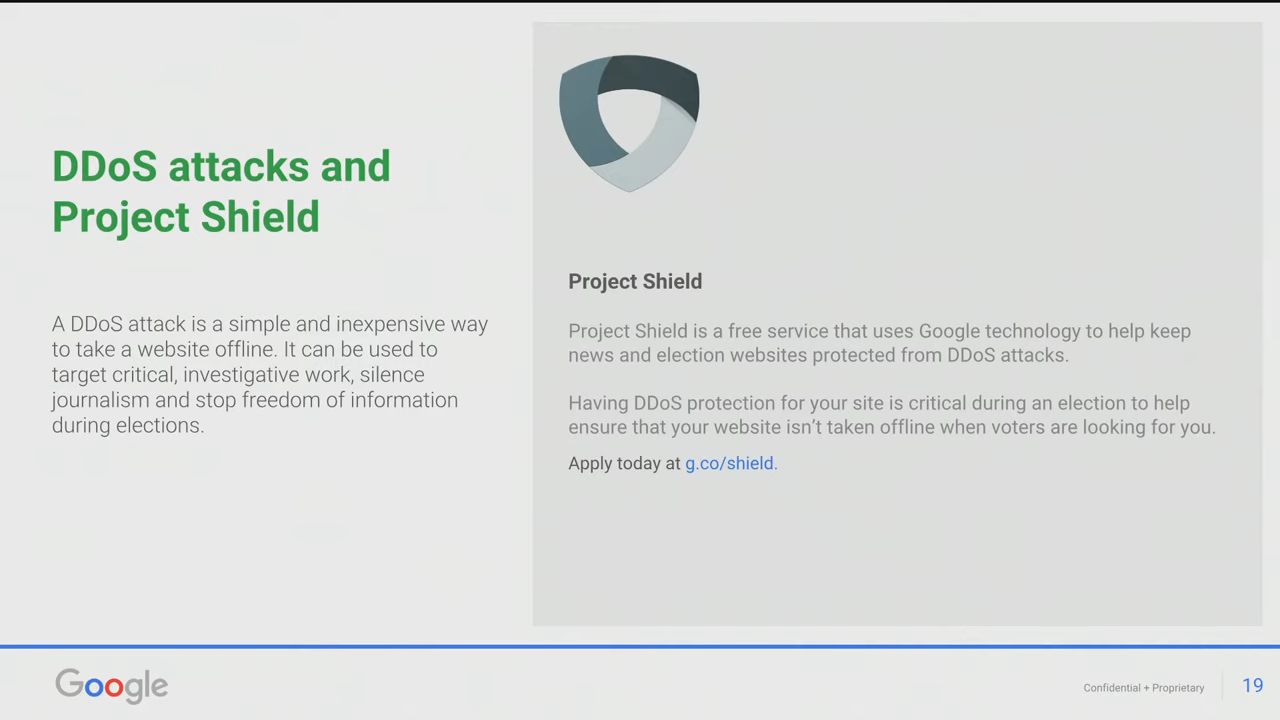 DDoS attacks and
Project Shield
A DDoS attack is a simple and inexpensive way
to take a website offline. It can be used to
target critical, investigative work, silence
journalism and stop freedom of information
during elections.
Project Shield
Project Shield is a free service that uses Google technology to help keep
news and election websites protected from DDoS attacks.
Having DDoS protection for your site is critical during an election to help
ensure that your website isn’t taken offline when voters are looking for you.
Apply today at g.co/shield.
Google
Confidential + Proprietary
19